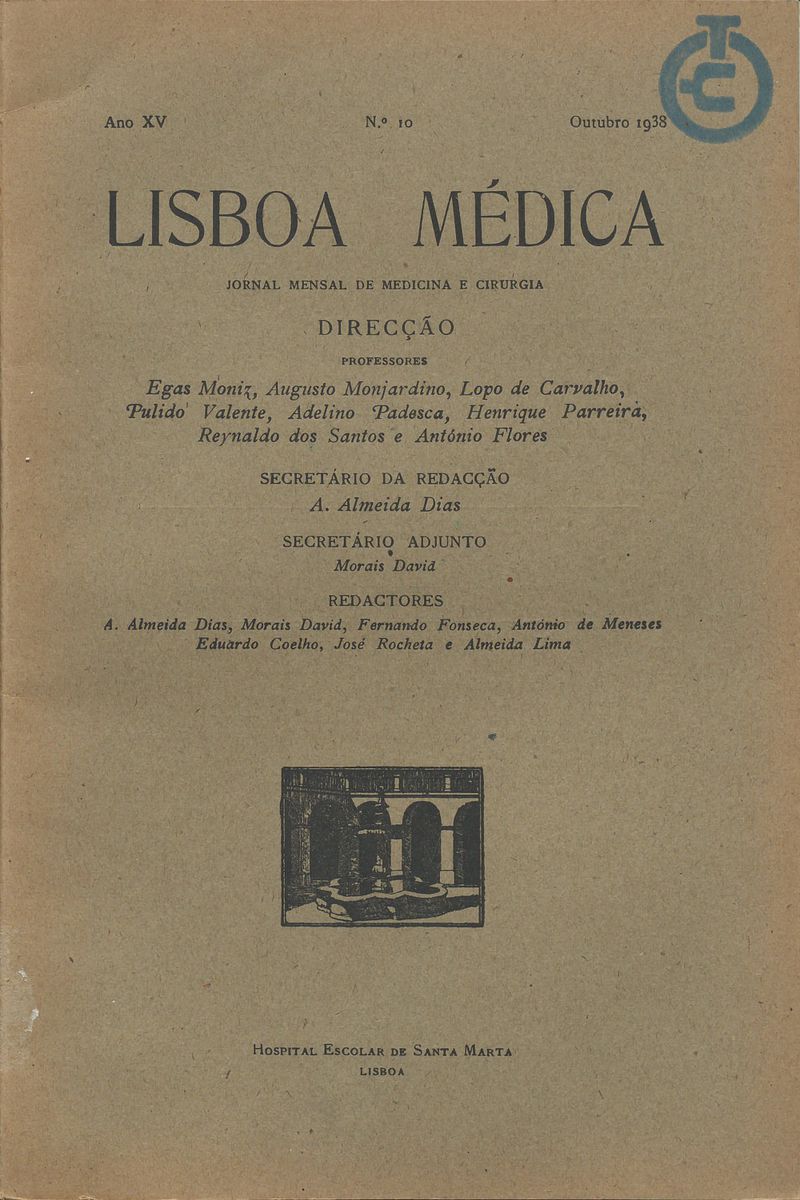 Ano XV N.º 10 Outubro 1938
LISBOA MÉDICA
JORNAL MENSAL DE MEDICINA E CIRURGIA
DIRECÇÃO
PROFESSORES
Egas Moniz, Augusto Monjardino, Lopo de Carvalho,
Pulido Valente, Adelino Padesca, Henrique Parreira,
Reynaldo dos Santos e António Flores
SECRETÁRIO DA REDACÇÃO
A. Almeida Dias
SECRETÁRIO ADJUNTO
Morais David
REDACTORES
A. Almeida Dias, Morais David, Fernando Fonseca, António de Meneses
Eduardo Coelho, José Rocheta e Almeida Lima
HOSPITAL ESCOLAR DE SANTA MARTA
LISBOA